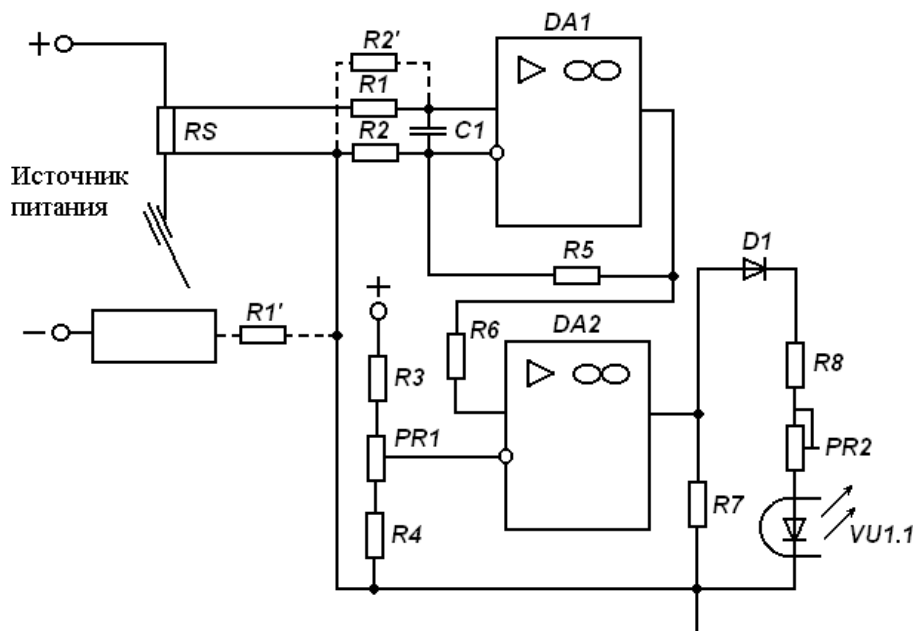 DA1
R2'
R1
+
C1
RS
R2
Источник
питания
R5
D1
+
R1'
–
R6
DA2
R3
R8
PR1
PR2
R7
R4
VU1.1